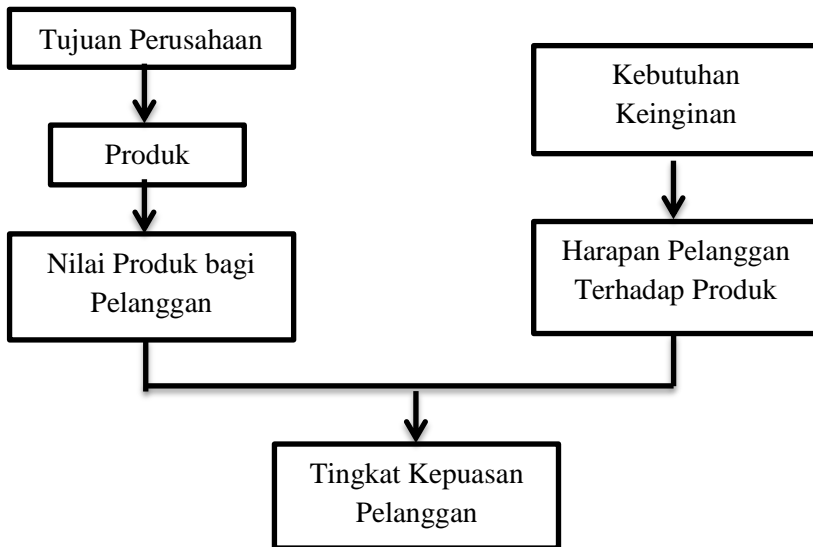 Tujuan Perusahaan
Produk
Nilai Produk bagi
Pelanggan
Kebutuhan
Keinginan
Harapan Pelanggan
Terhadap Produk
Tingkat Kepuasan
Pelanggan